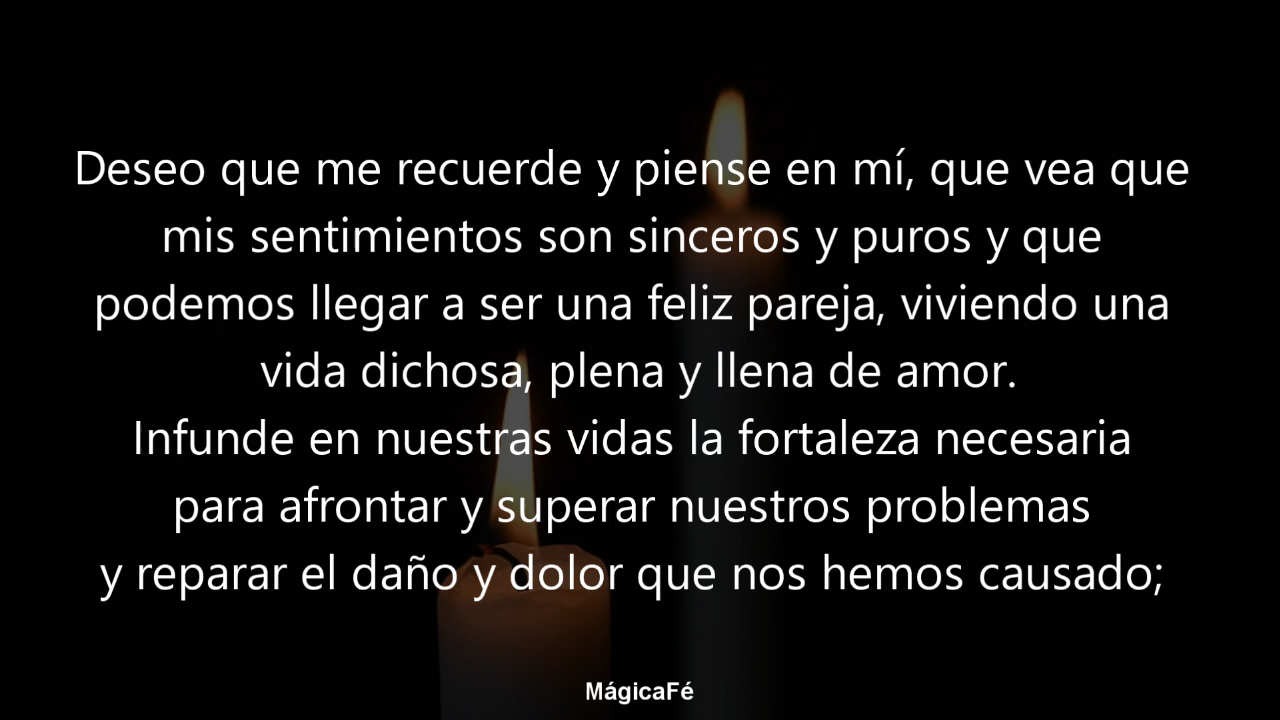 Deseo que me recuerde y piense en mí, que vea que
mis sentimientos son sinceros y puros y que
podemos llegar a ser una feliz pareja, viviendo una
vida dichosa, plena y llena de amor.
Infunde en nuestras vidas la fortaleza necesaria
para afrontar y superar nuestros problemas
y reparar el daño y dolor que nos hemos causado;
MágicaFé